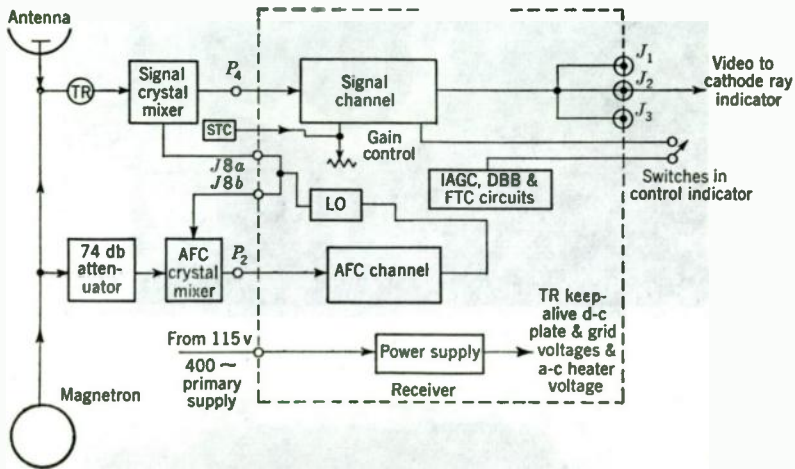 Antenna
TR
Signal
crystal
mixer
P4
Signal
channel
J1
J2
J3
Video to
cathode ray
indicator
STC
Gain
control
J8a
J8b
LO
IAGC, DBB &
FTC circuits
Switches in
control indicator
74 db
atten-
uator
AFC
crystal
mixer
P2
AFC channel
From 115 v
400 ~
primary
supply
Power supply
TR keep-
alive d-c
plate & grid
voltages &
a-c heater
voltage
Receiver
Magnetron